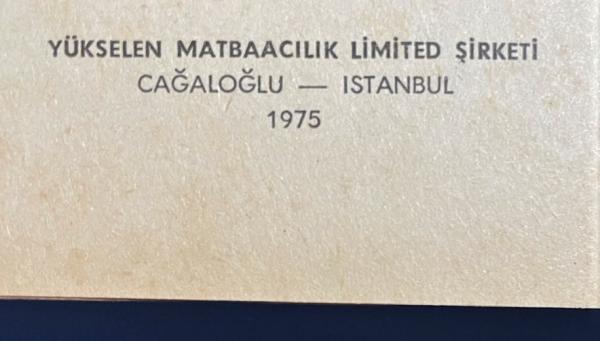 YÜKSELEN MATBAACILIK LİMİTED ŞİRKETİ
CAĞALOĞLU — ISTANBUL
1975